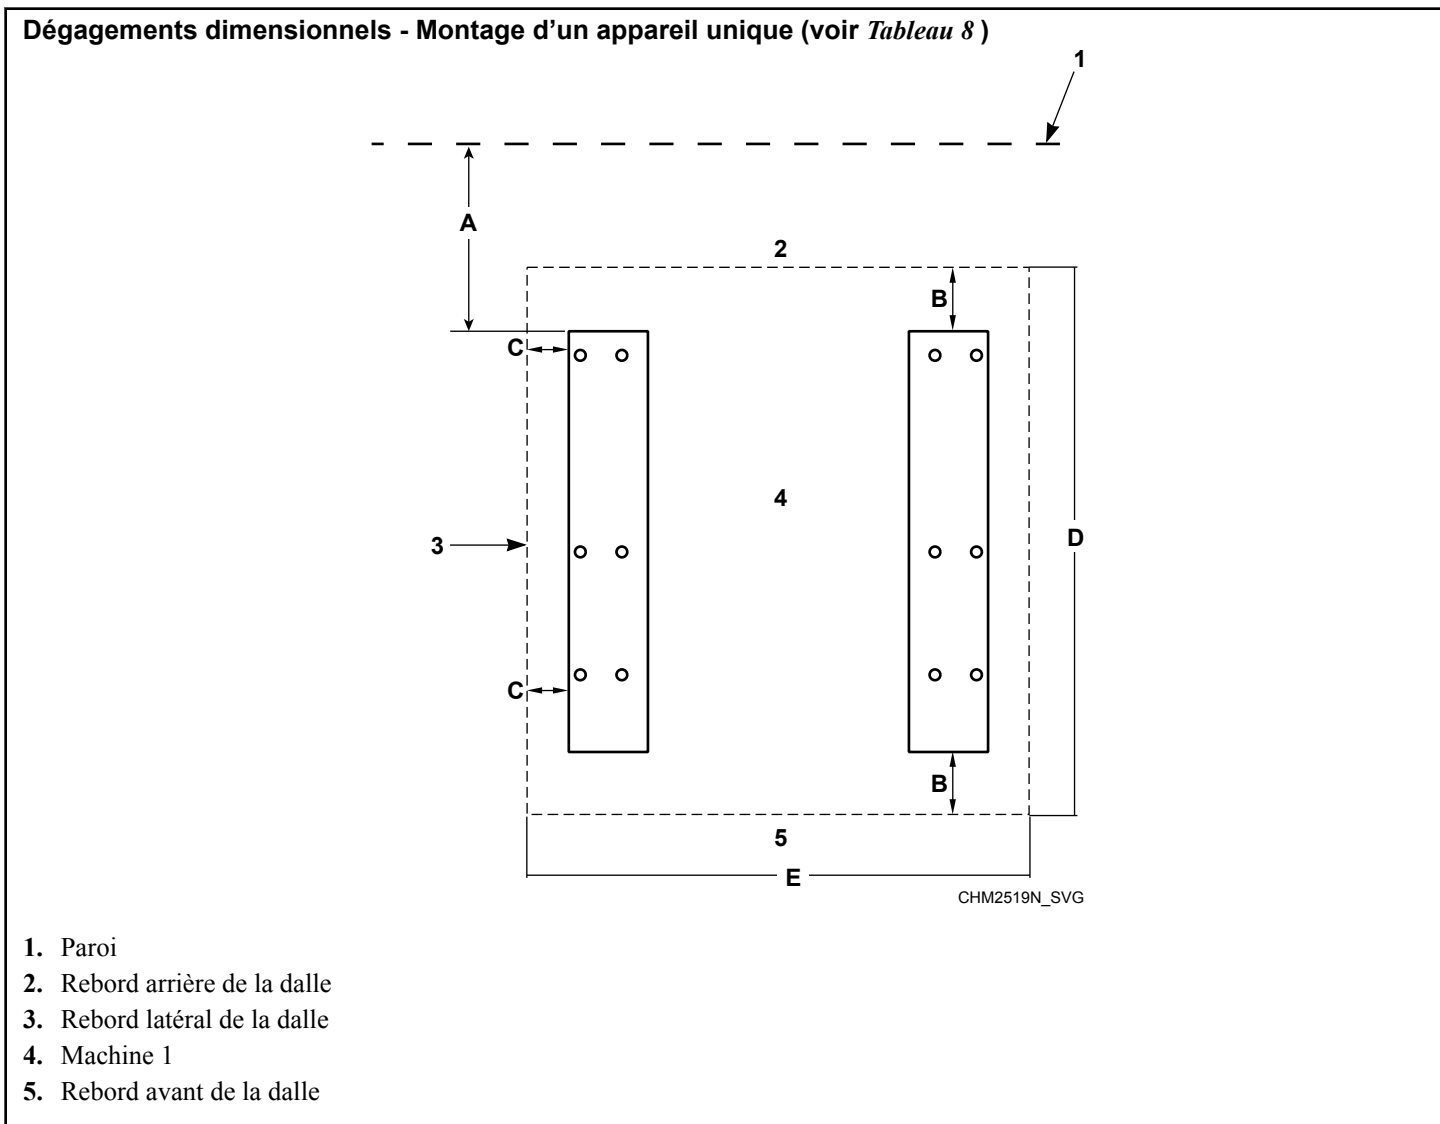 Dégagements dimensionnels - Montage d’un appareil unique (voir Tableau 8 )
1
A
2
B
C
4
3
D
C
B
5
E
CHM2519N_SVG
1. Paroi
2. Rebord arrière de la dalle
3. Rebord latéral de la dalle
4. Machine 1
5. Rebord avant de la dalle